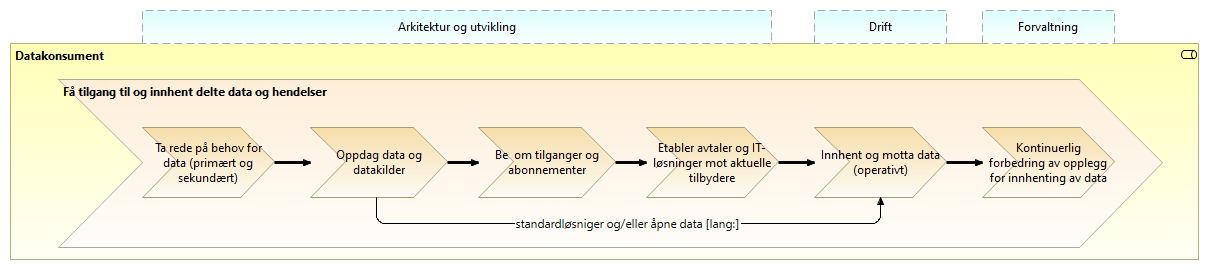 Arkitektur og utvikling
Drift
Forvaltning
Datakonsument
Få tilgang til og innhent delte data og hendelser
Ta rede på behov for
data (primært og
sekundært)
Oppdag data og
datakilder
Be om tilganger og
abonnementer
Etabler avtaler og IT-
løsninger mot aktuelle
tilbydere
Innhent og motta data
(operativt)
Kontinuerlig
forbedring av opplegg
for innhenting av data
standardløsniger og/eller åpne data [lang:]